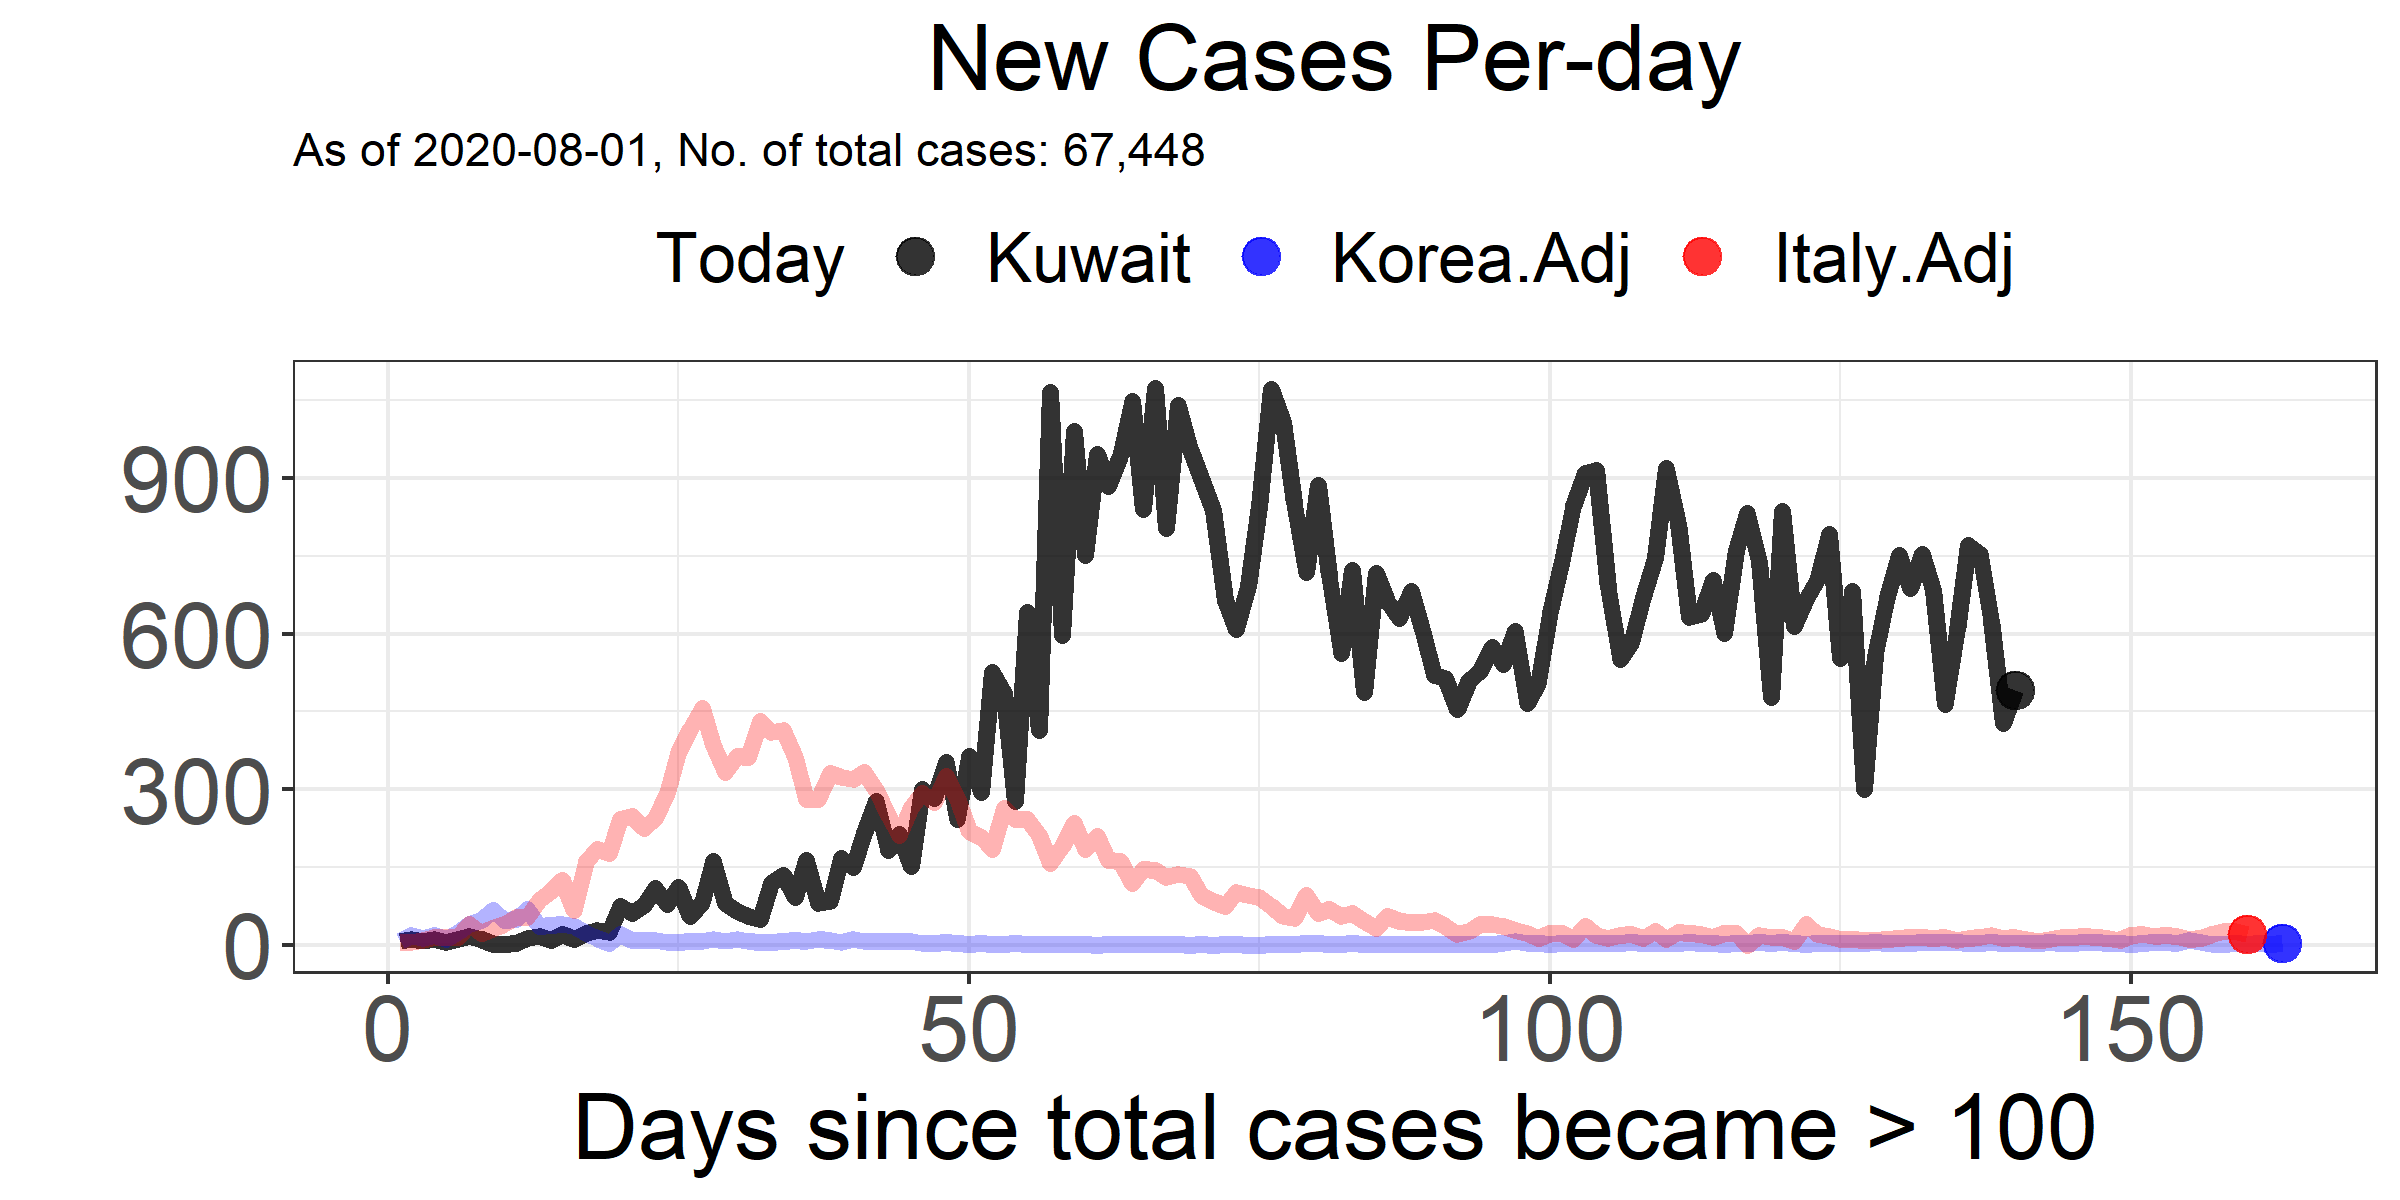 New Cases Per-day
As of 2020-08-01, No. of total cases: 67,448
Today Kuwait Korea.Adj Italy.Adj
900
600
300
0
0 50 100 150
Days since total cases became > 100